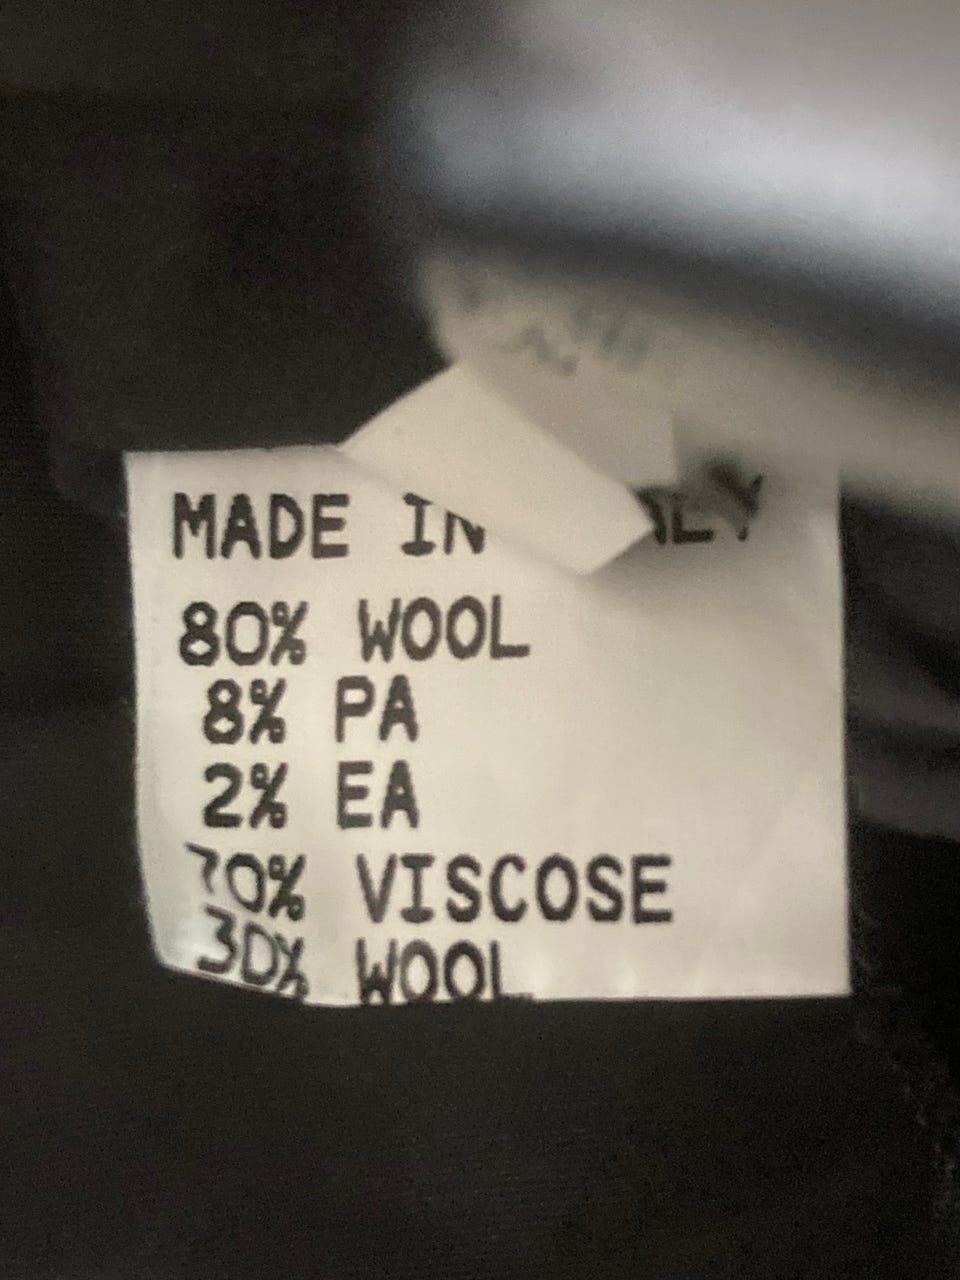 MADE IN
80% WOOL
8% PA
2% EA
70% VISCOSE
30% WOOL